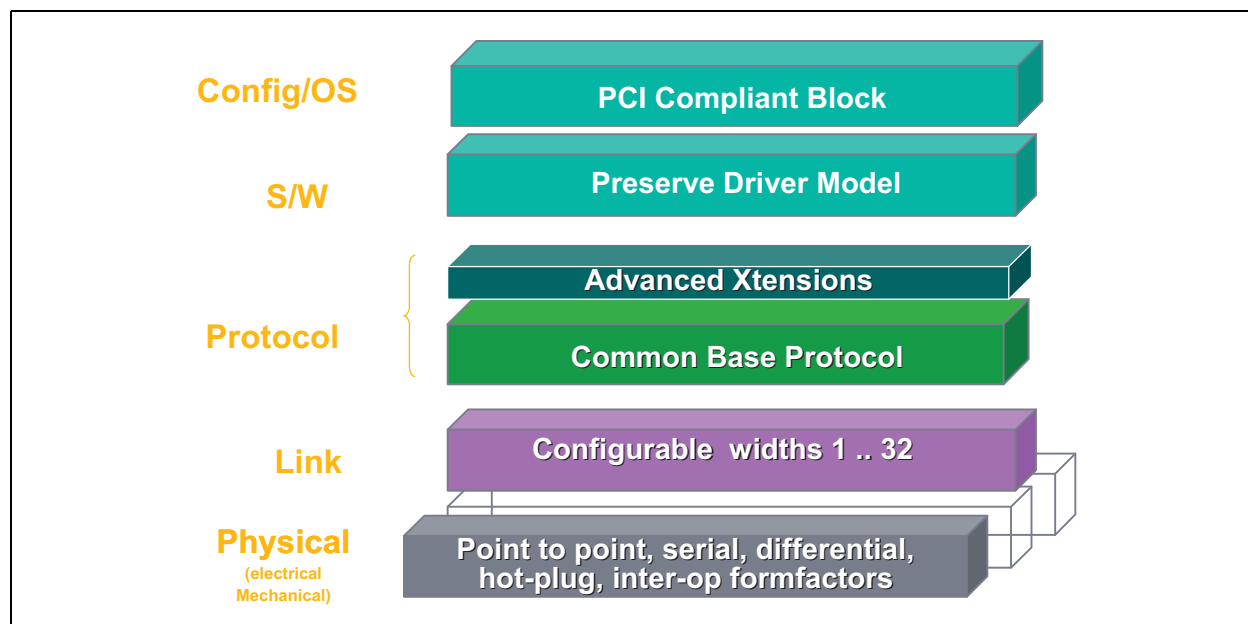 Config/OS
PCI Compliant Block
S/W
Preserve Driver Model
Advanced Xtensions
Protocol
Common Base Protocol
Link
Configurable widths 1 .. 32
Physical
(electrical
Mechanical)
Point to point, serial, differential,
hot-plug, inter-op formfactors